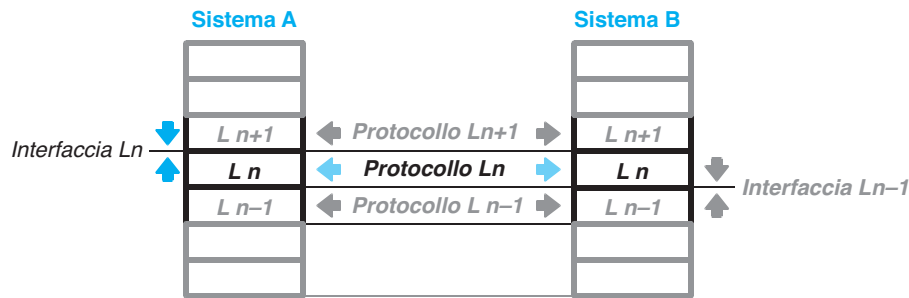 Sistema A
Sistema B
L n+1
Protocollo Ln+1
L n+1
Interfaccia Ln
L n
Protocollo Ln
L n
Interfaccia Ln–1
L n–1
Protocollo L n–1
L n–1